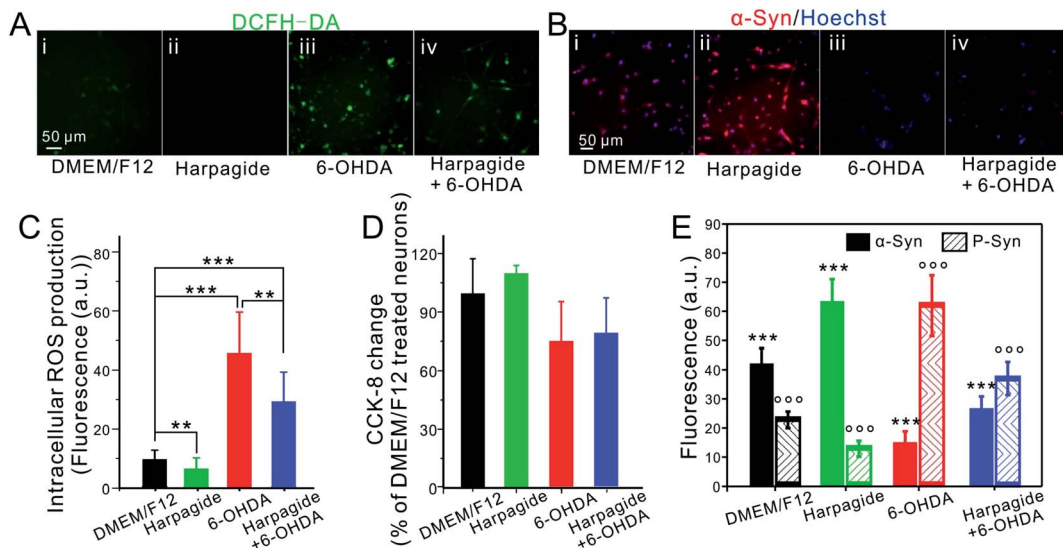 A
DCFH-DA
i
ii
iii
iv
50 μm
DMEM/F12
Harpagide
6-OHDA
Harpagide
+ 6-OHDA
B
α-Syn/Hoechst
i
ii
iii
iv
50 μm
DMEM/F12
Harpagide
6-OHDA
Harpagide
+ 6-OHDA
C
Intracellular ROS production
(Fluorescence (a.u.))
80
60
40
20
0
***
***
**
**
DMEM/F12
Harpagide
6-OHDA
Harpagide
+6-OHDA
D
CCK-8 change
(% of DMEM/F12 treated neurons)
120
90
60
30
0
DMEM/F12
Harpagide
6-OHDA
Harpagide
+6-OHDA
E
Fluorescence (a.u.)
90
80
70
60
50
40
30
20
10
0
α-Syn
P-Syn
***
°°°
***
°°°
***
°°°
***
°°°
DMEM/F12
Harpagide
6-OHDA
Harpagide
+6-OHDA